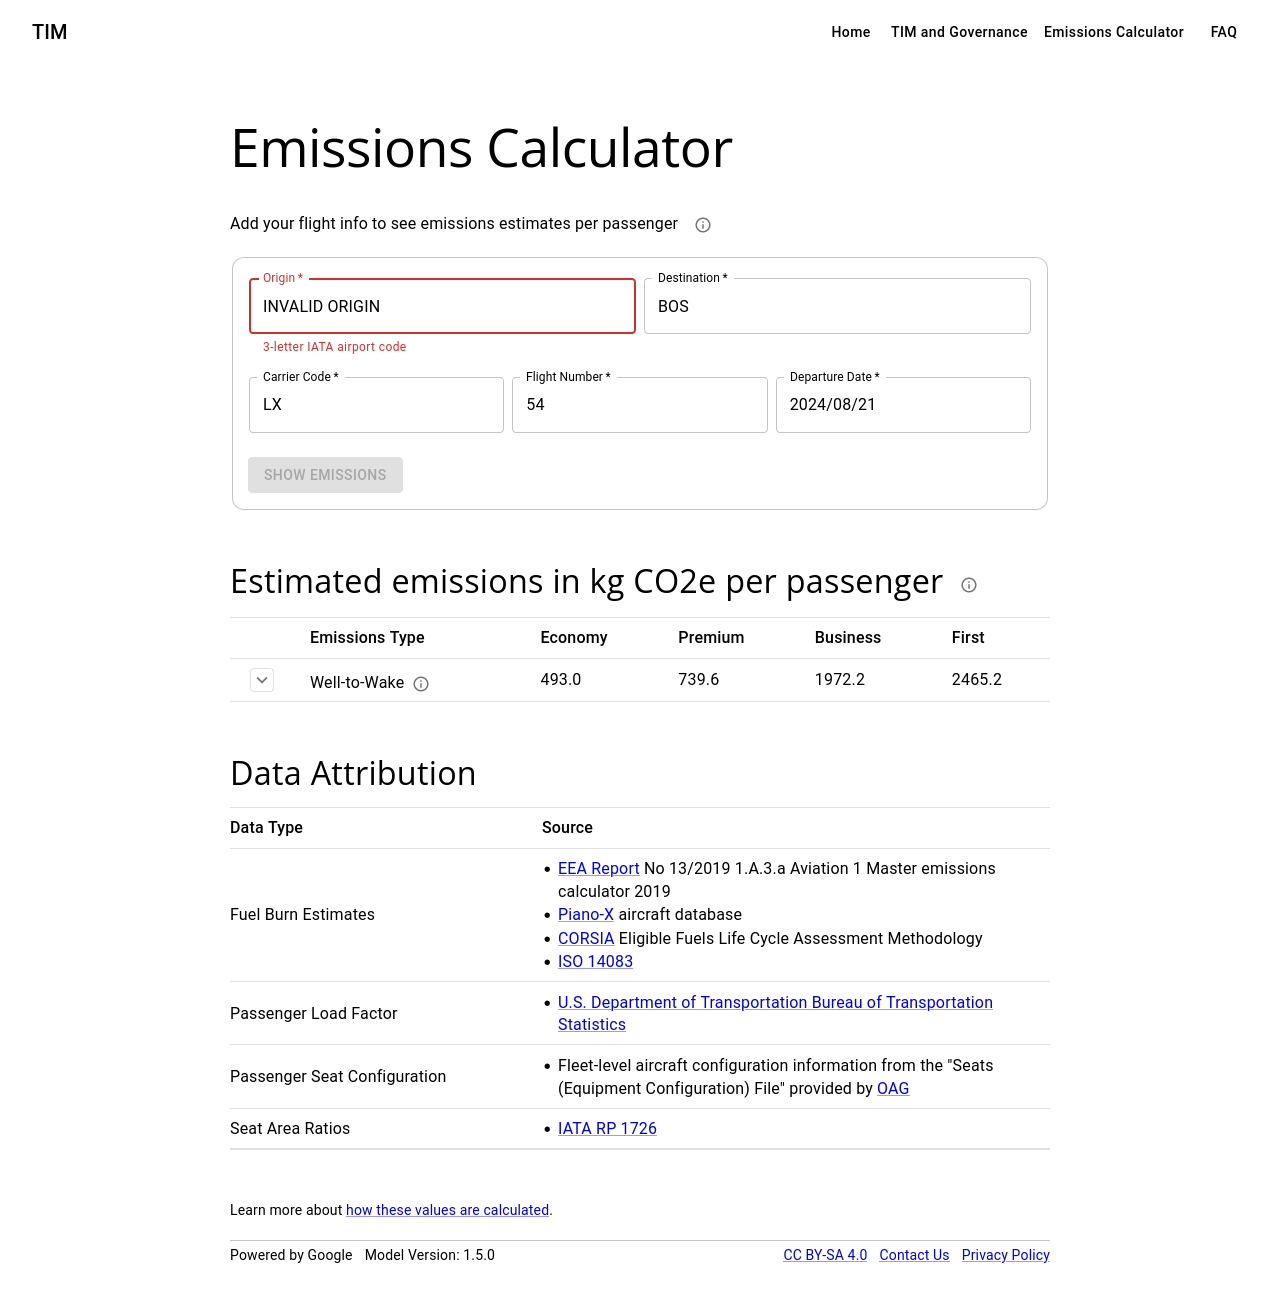 TIM
Home
TIM and Governance
Emissions Calculator
FAQ
Emissions Calculator
Add your flight info to see emissions estimates per passenger
Origin *
Destination *
INVALID ORIGIN
BOS
3-letter IATA airport code
Carrier Code *
Flight Number *
Departure Date *
LX
54
2024/08/21
SHOW EMISSIONS
Estimated emissions in kg CO2e per passenger
Emissions Type
Economy
Premium
Business
First
Well-to-Wake
493.0
739.6
1972.2
2465.2
Data Attribution
Data Type
Source
Fuel Burn Estimates
• EEA Report No 13/2019 1.A.3.a Aviation 1 Master emissions
calculator 2019
• Piano-X aircraft database
• CORSIA Eligible Fuels Life Cycle Assessment Methodology
• ISO 14083
Passenger Load Factor
• U.S. Department of Transportation Bureau of Transportation
Statistics
Passenger Seat Configuration
• Fleet-level aircraft configuration information from the "Seats
(Equipment Configuration) File" provided by OAG
Seat Area Ratios
• IATA RP 1726
Learn more about how these values are calculated.
Powered by Google
Model Version: 1.5.0
CC BY-SA 4.0
Contact Us
Privacy Policy